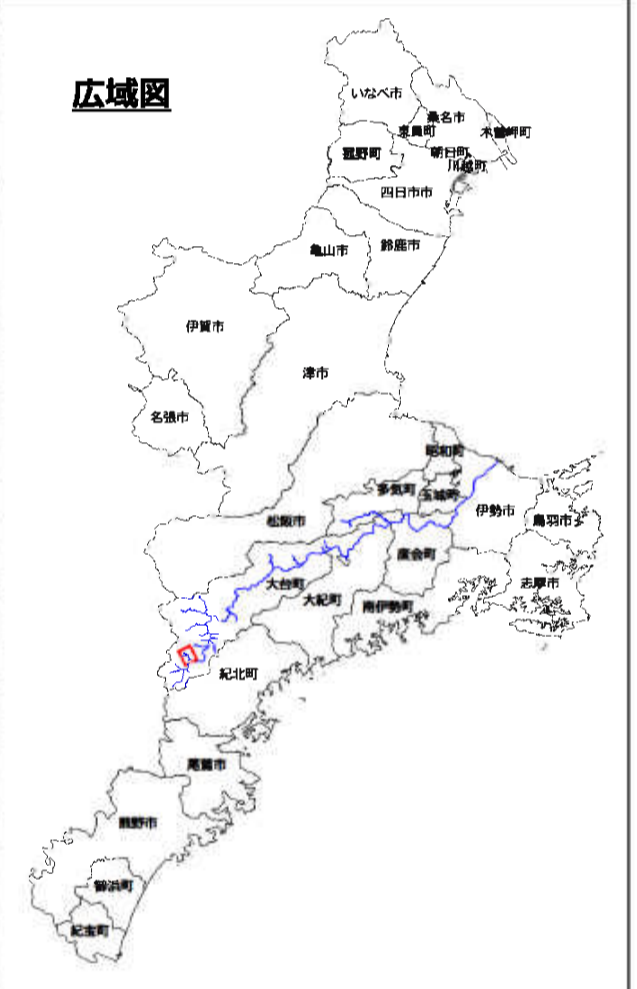 広域図
いなべ市
桑名市
東員町
木曽岬町
朝日町
川越町
菰野町
四日市市
鈴鹿市
亀山市
伊賀市
津市
名張市
明和町
多気町
玉城町
伊勢市
鳥羽市
松阪市
度会町
志摩市
大台町
大紀町
南伊勢町
紀北町
尾鷲市
熊野市
御浜町
紀宝町